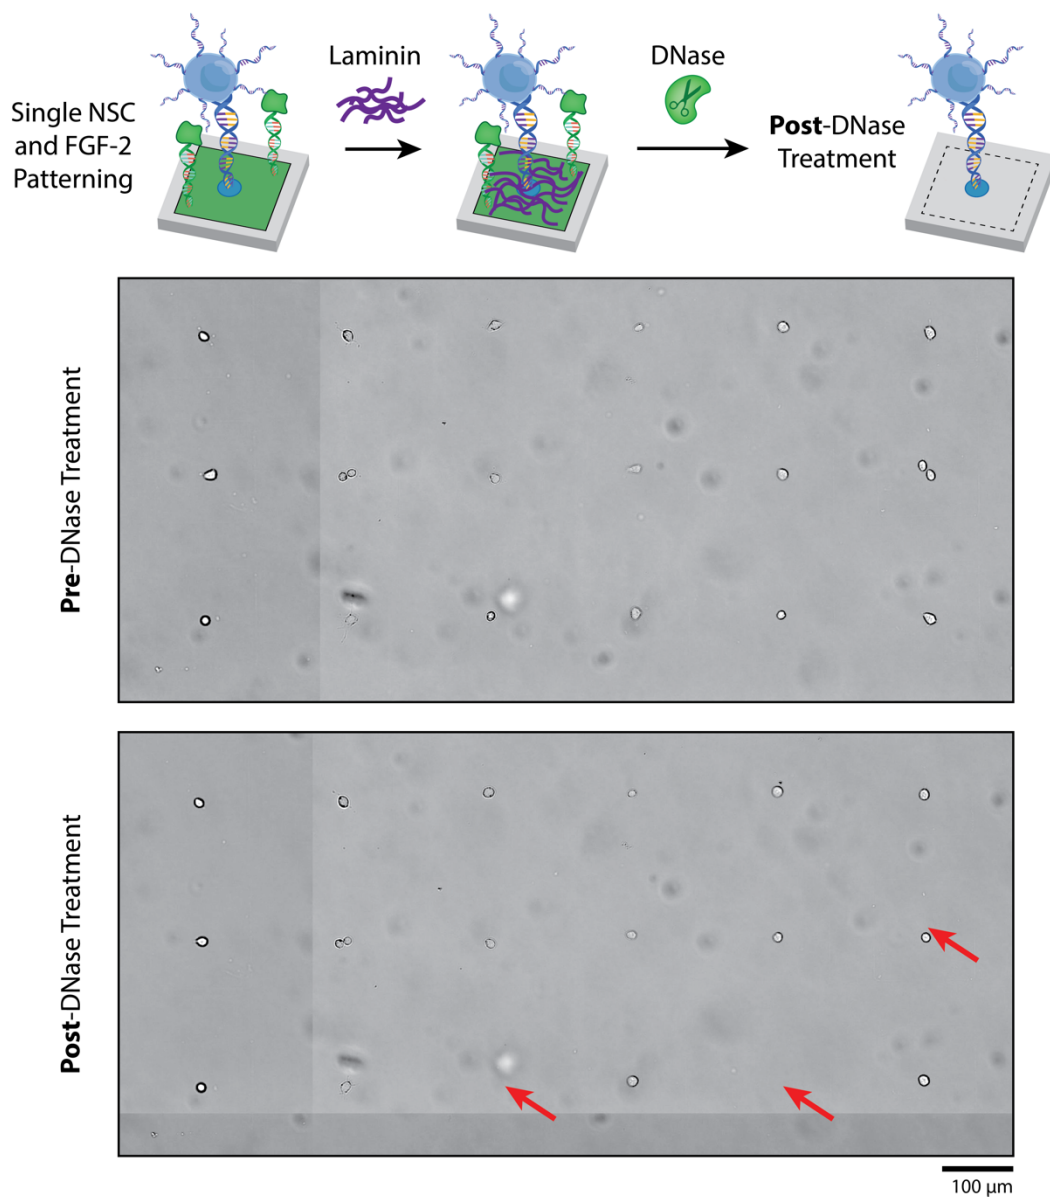 Single NSC
and FGF-2
Patterning
Laminin
DNase
Post-DNase
Treatment
Pre-DNase Treatment
Post-DNase Treatment
100 μm